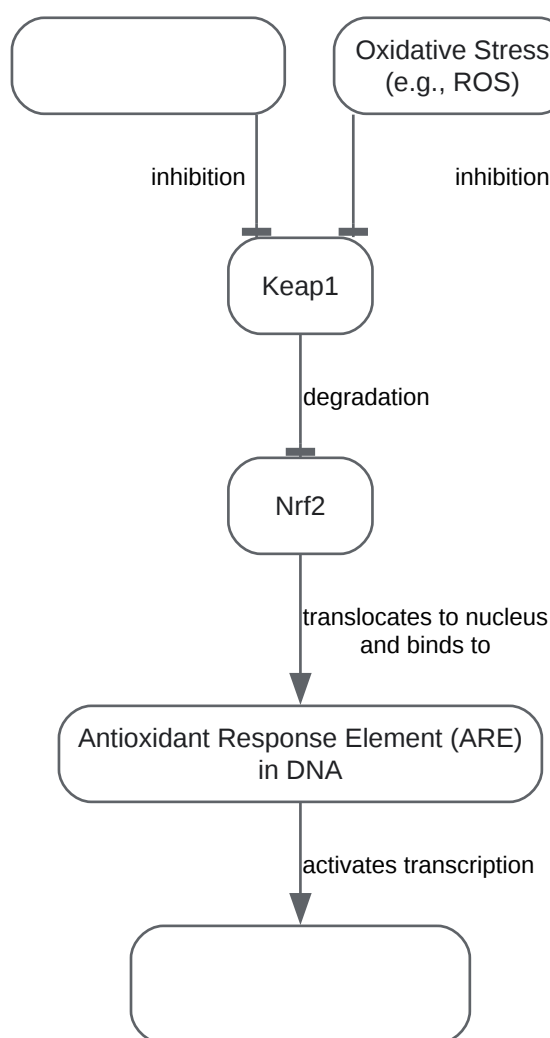 Oxidative Stress
(e.g., ROS)
inhibition
inhibition
Keap1
degradation
Nrf2
translocates to nucleus
and binds to
Antioxidant Response Element (ARE)
in DNA
activates transcription